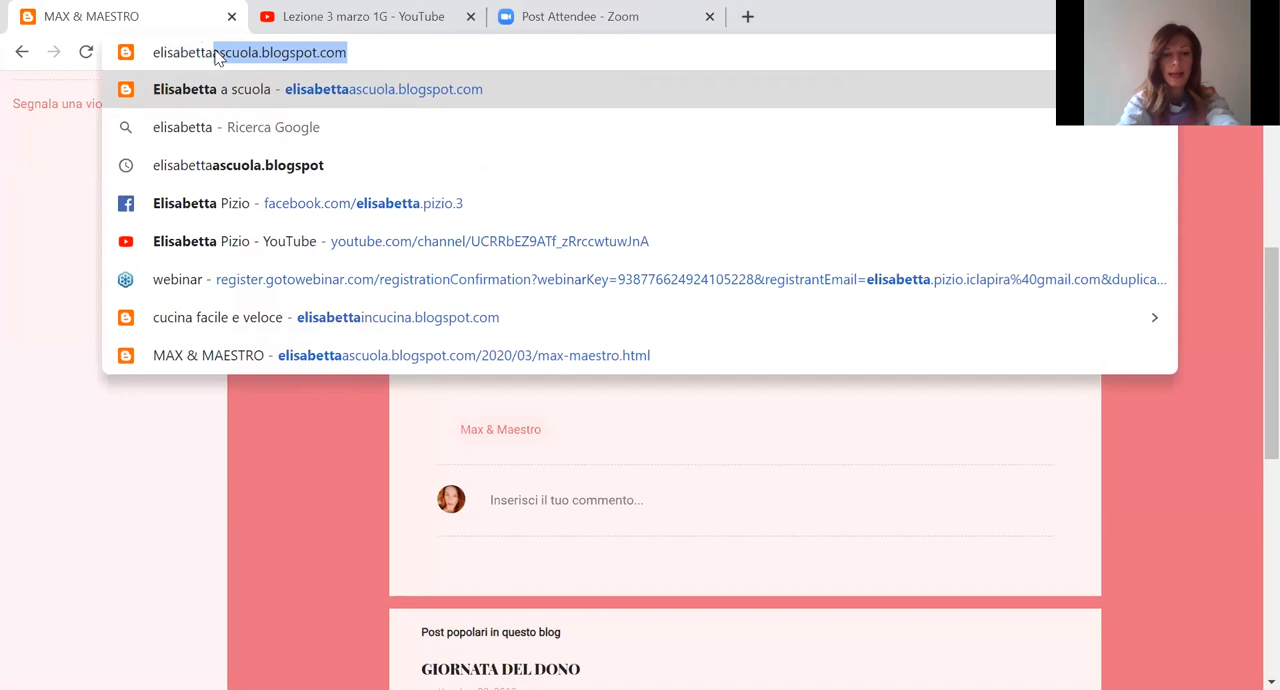 MAX & MAESTRO
Lezione 3 marzo 1G - YouTube
Post Attendee - Zoom
elisabettaascuola.blogspot.com
Segnala una vio
Elisabetta a scuola - elisabettaascuola.blogspot.com
elisabetta - Ricerca Google
elisabettaascuola.blogspot
Elisabetta Pizio - facebook.com/elisabetta.pizio.3
Elisabetta Pizio - YouTube - youtube.com/channel/UCRRbEZ9ATf_zRrccwtuwJnA
webinar - register.gotowebinar.com/registrationConfirmation?webinarKey=938776624924105228&registrantEmail=elisabetta.pizio.iclapira%40gmail.com&duplica...
cucina facile e veloce - elisabettaincucina.blogspot.com
MAX & MAESTRO - elisabettaascuola.blogspot.com/2020/03/max-maestro.html
Max & Maestro
Inserisci il tuo commento...
Post popolari in questo blog
GIORNATA DEL DONO